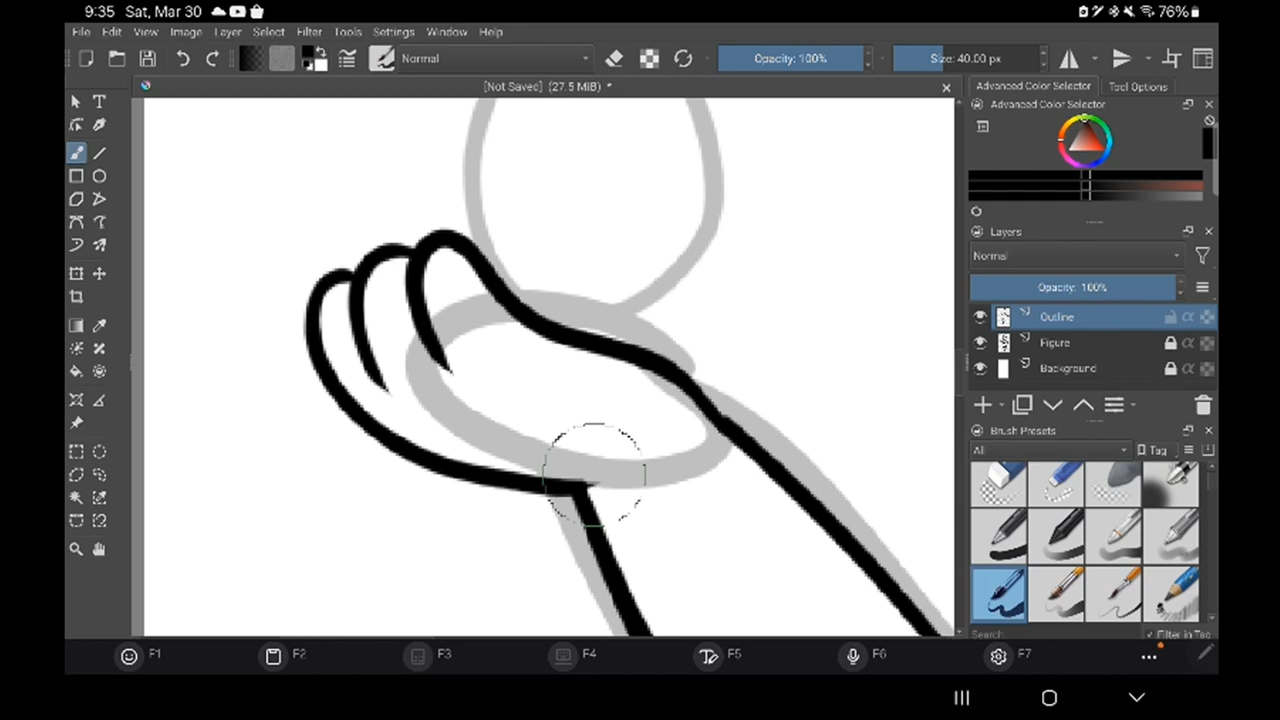 9:35 Sat, Mar 30
76%
File Edit View Image Layer Select Filter Tools Settings Window Help
Normal
Opacity: 100%
Size: 40.00 px
[Not Saved] (27.5 MiB) *
Advanced Color Selector Tool Options
Advanced Color Selector
Layers
Normal
Opacity: 100%
Outline
Figure
Background
Brush Presets
All
Tag
Search
Filter in Tag
F1 F2 F3 F4 F5 F6 F7